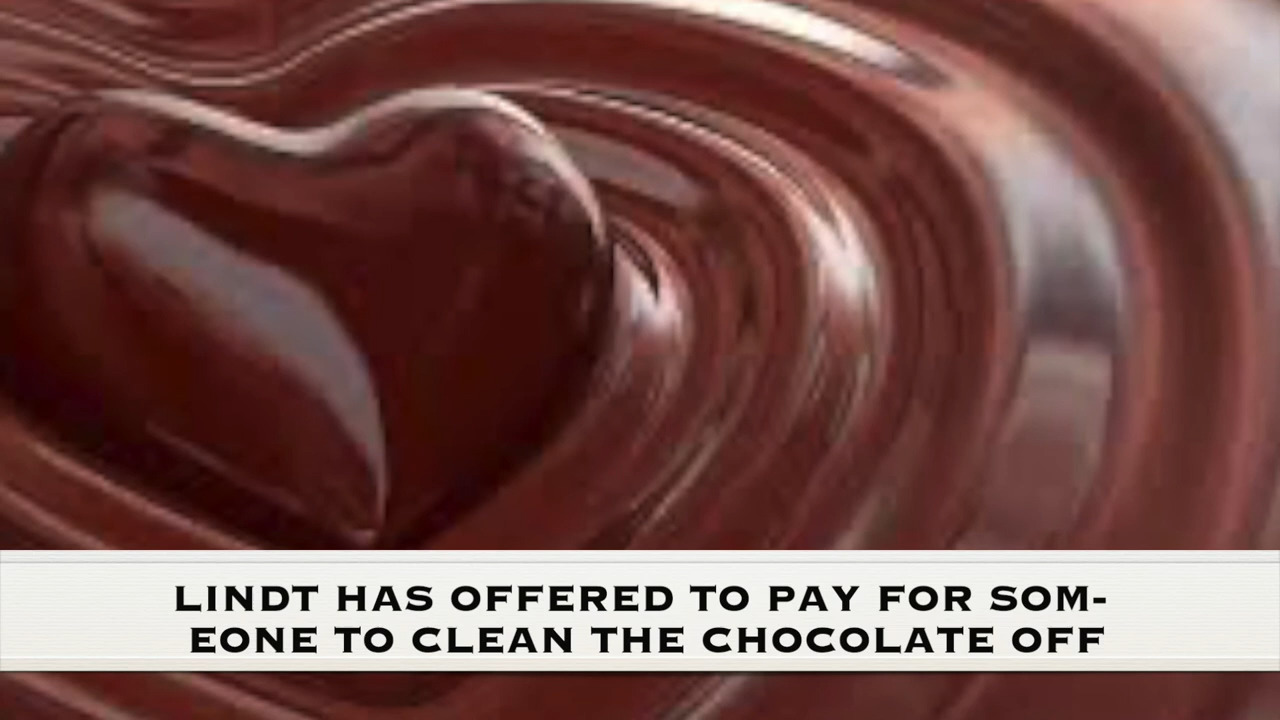 LINDT HAS OFFERED TO PAY FOR SOM-
EONE TO CLEAN THE CHOCOLATE OFF